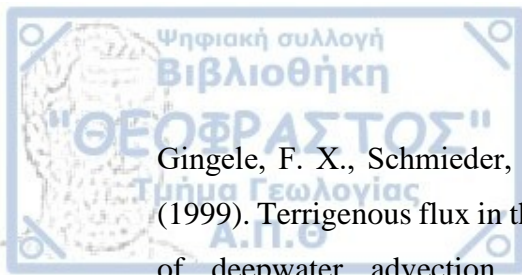 Ψηφιακή συλλογή
Βιβλιοθήκη
"ΘΕΟΦΡΑΣΤΟΣ"
Gingele, F. X., Schmieder,
Τμήμα Γεωλογίας
(1999). Terrigenous flux in th
Α.Π.Θ
of deepwater advection